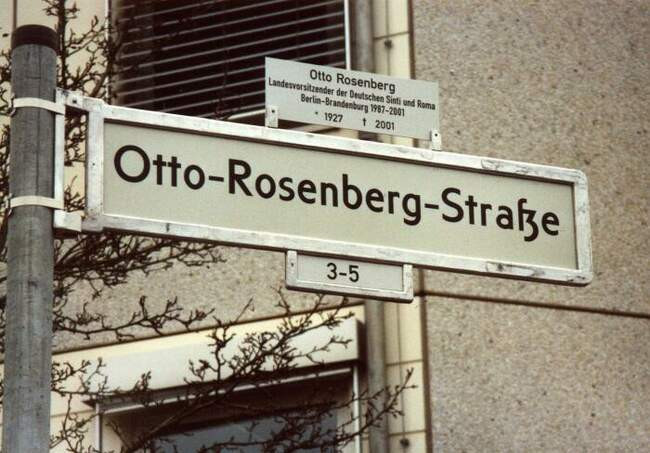 Otto Rosenberg
Landesvorsitzender der Deutschen Sinti und Roma
Berlin-Brandenburg 1987-2001
* 1927 † 2001
Otto-Rosenberg-Straße
3-5